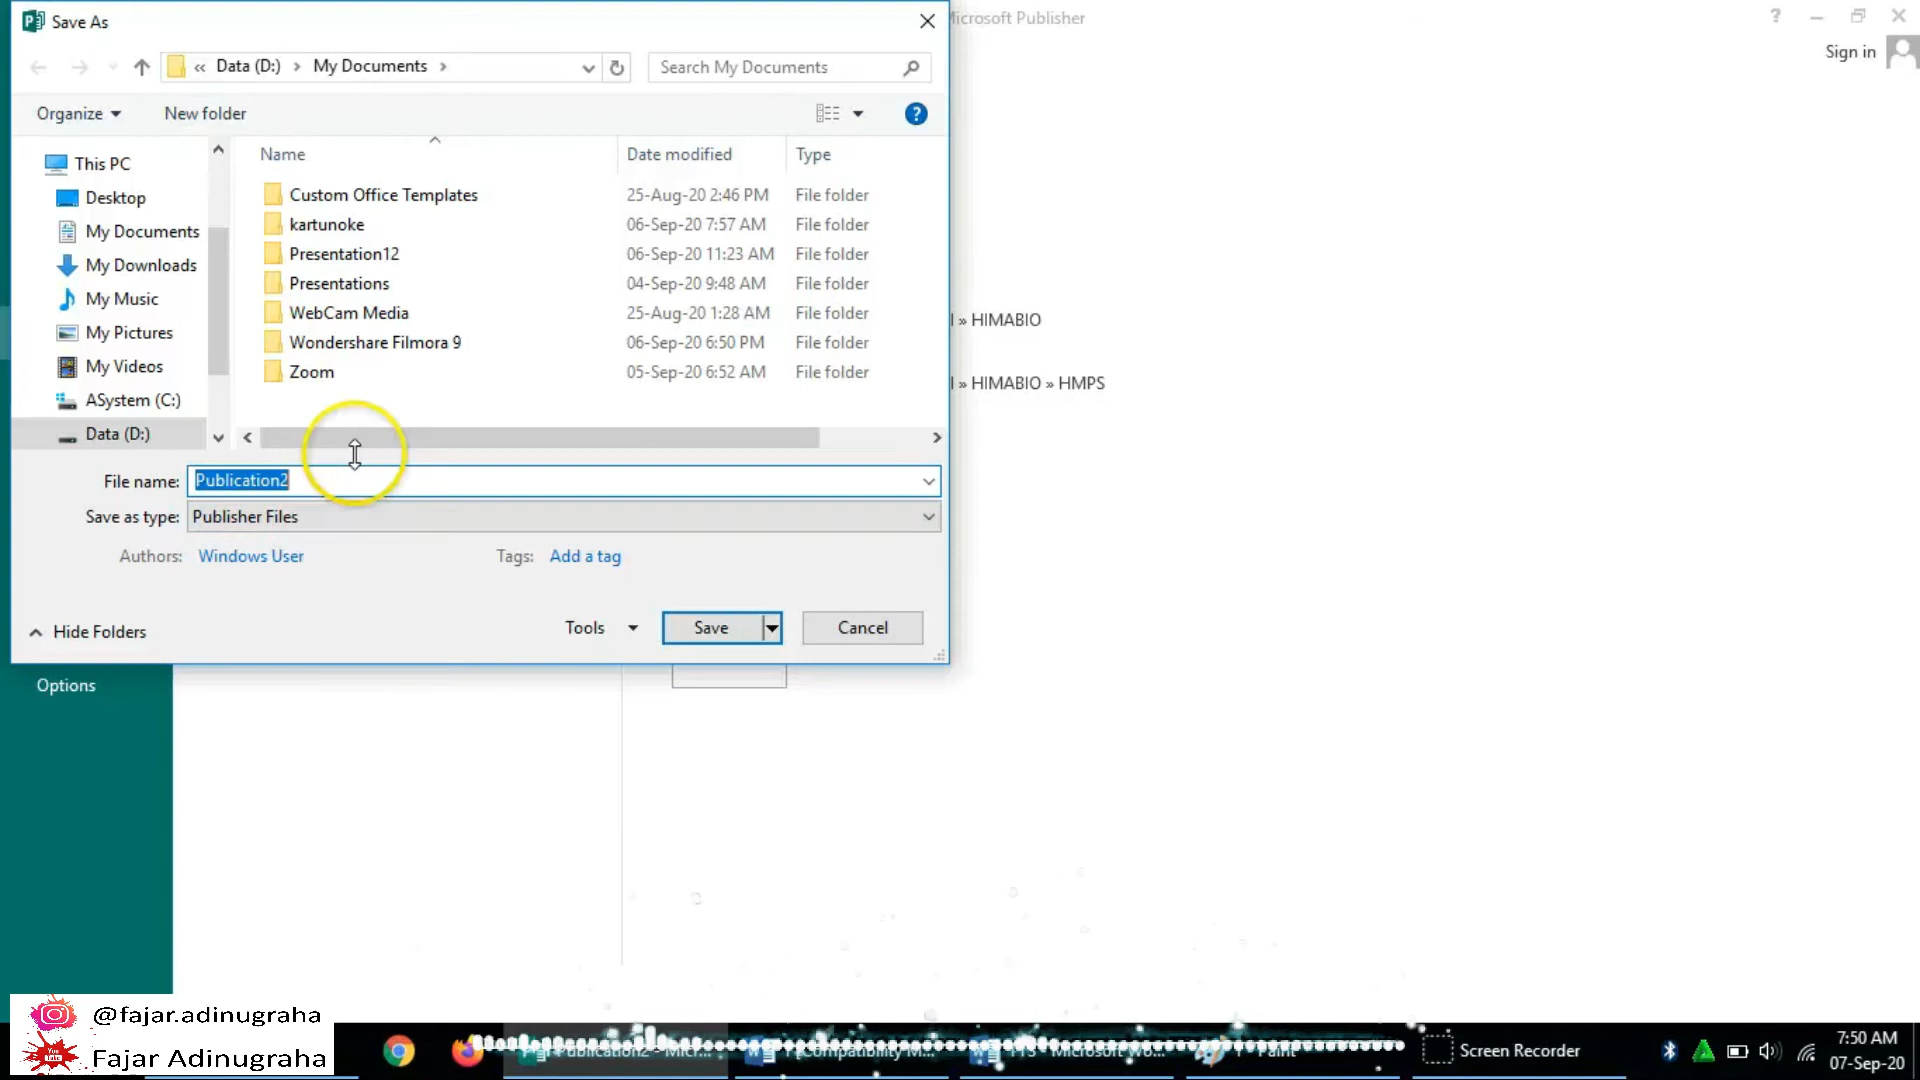 Save As
Microsoft Publisher
Sign in
« Data (D:) › My Documents ›
Search My Documents
Organize
New folder
Name
Date modified
Type
This PC
Desktop
My Documents
My Downloads
My Music
My Pictures
My Videos
ASystem (C:)
Data (D:)
Custom Office Templates 25-Aug-20 2:46 PM File folder
kartunoke 06-Sep-20 7:57 AM File folder
Presentation12 06-Sep-20 11:23 AM File folder
Presentations 04-Sep-20 9:48 AM File folder
WebCam Media 25-Aug-20 1:28 AM File folder
Wondershare Filmora 9 06-Sep-20 6:50 PM File folder
Zoom 05-Sep-20 6:52 AM File folder
» HIMABIO
» HIMABIO » HMPS
File name: Publication2
Save as type: Publisher Files
Authors: Windows User
Tags: Add a tag
Hide Folders
Tools
Save
Cancel
Options
@fajar.adinugraha
You Tube
Fajar Adinugraha
Publication2 - Micr...
Paint
Screen Recorder
7:50 AM
07-Sep-20